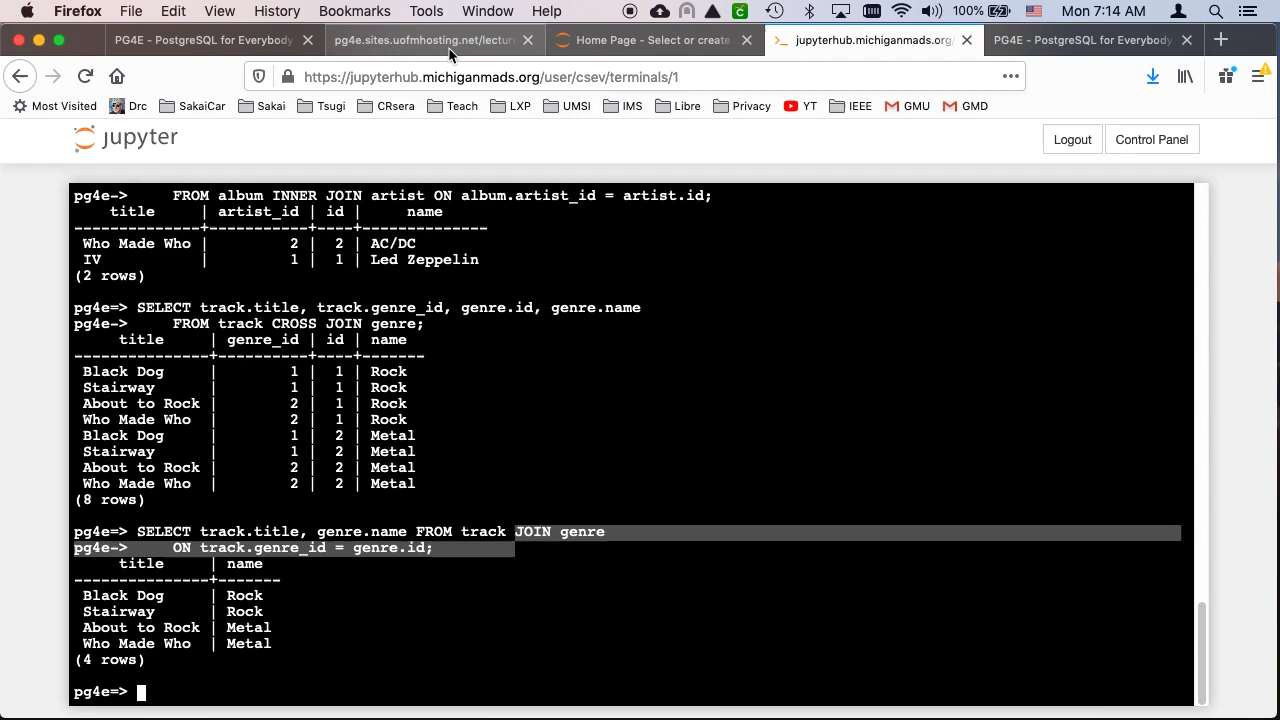 Firefox File Edit View History Bookmarks Tools Window Help 100% Mon 7:14 AM
PG4E - PostgreSQL for Everybody pg4e.sites.uofmhosting.net/lectur Home Page - Select or create jupyterhub.michiganmads.org/ PG4E - PostgreSQL for Everybody
https://jupyterhub.michiganmads.org/user/csev/terminals/1
Most Visited Drc SakaiCar Sakai Tsugi CRsera Teach LXP UMSI IMS Libre Privacy YT IEEE GMU GMD
jupyter Logout Control Panel
pg4e->     FROM album INNER JOIN artist ON album.artist_id = artist.id;
    title     | artist_id | id |     name
--------------+-----------+----+--------------
 Who Made Who |         2 |  2 | AC/DC
 IV           |         1 |  1 | Led Zeppelin
(2 rows)
pg4e=> SELECT track.title, track.genre_id, genre.id, genre.name
pg4e->     FROM track CROSS JOIN genre;
     title     | genre_id | id | name
---------------+----------+----+-------
 Black Dog     |        1 |  1 | Rock
 Stairway      |        1 |  1 | Rock
 About to Rock |        2 |  1 | Rock
 Who Made Who  |        2 |  1 | Rock
 Black Dog     |        1 |  2 | Metal
 Stairway      |        1 |  2 | Metal
 About to Rock |        2 |  2 | Metal
 Who Made Who  |        2 |  2 | Metal
(8 rows)
pg4e=> SELECT track.title, genre.name FROM track JOIN genre
pg4e->     ON track.genre_id = genre.id;
     title     | name
---------------+-------
 Black Dog     | Rock
 Stairway      | Rock
 About to Rock | Metal
 Who Made Who  | Metal
(4 rows)
pg4e=>